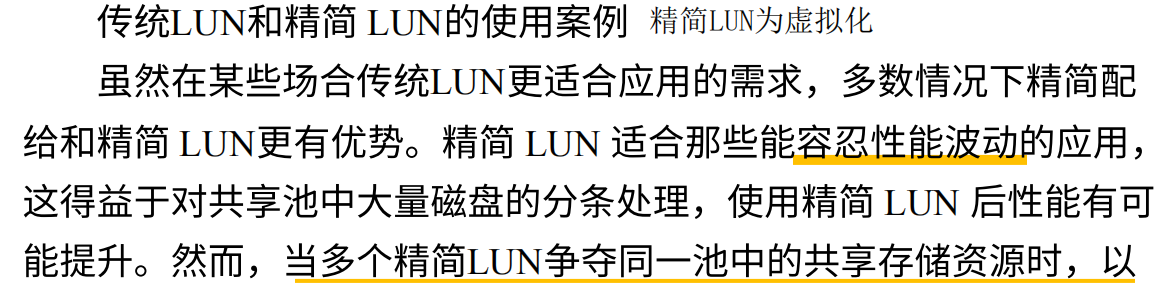 传统LUN和精简 LUN的使用案例 精简LUN为虚拟化
虽然在某些场合传统LUN更适合应用的需求，多数情况下精简配
给和精简 LUN更有优势。精简 LUN 适合那些能容忍性能波动的应用，
这得益于对共享池中大量磁盘的分条处理，使用精简 LUN 后性能有可
能提升。然而，当多个精简LUN争夺同一池中的共享存储资源时，以